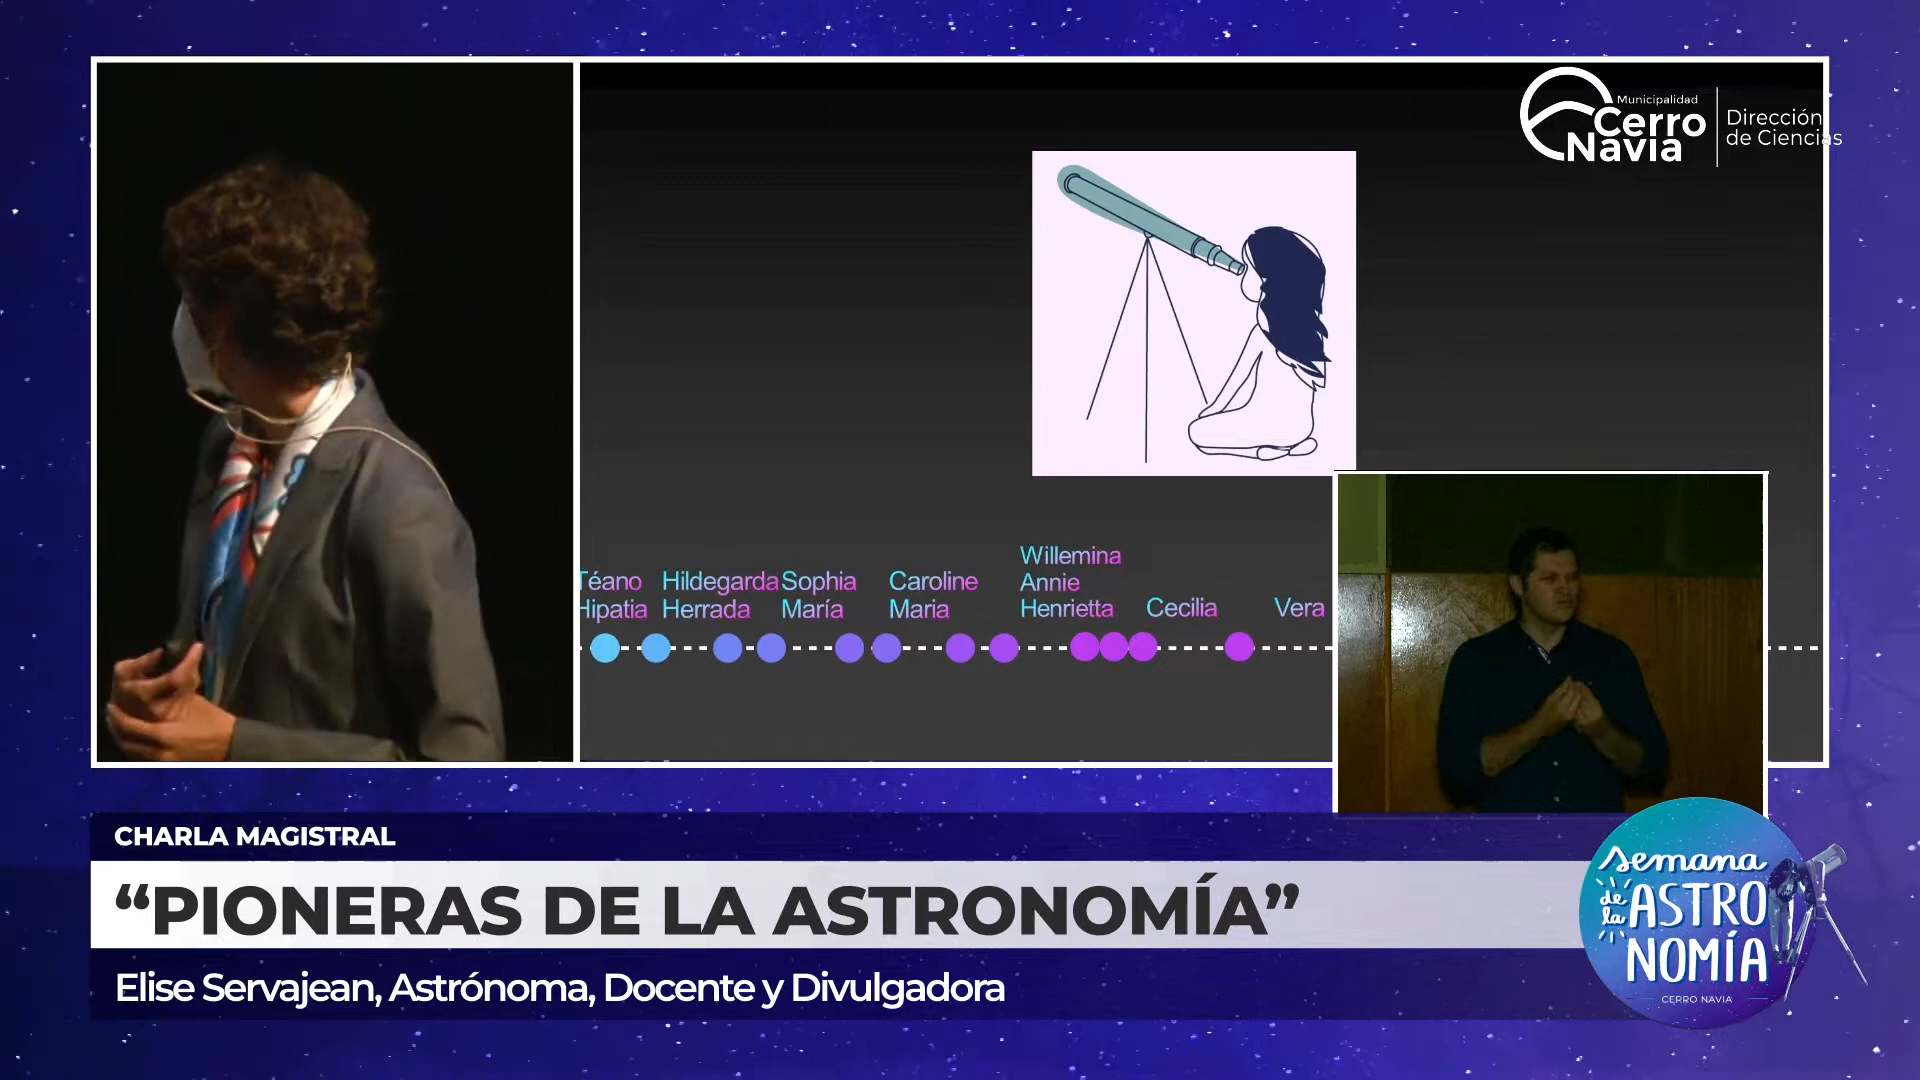 Municipalidad
Cerro
Navia
Dirección
de Ciencias
Willemina
Téano Hildegarda Sophia Caroline Annie
Hipatia Herrada María Maria Henrietta Cecilia Vera
CHARLA MAGISTRAL
“PIONERAS DE LA ASTRONOMÍA”
Elise Servajean, Astrónoma, Docente y Divulgadora
Semana
de la ASTRO
NOMÍA
CERRO NAVIA